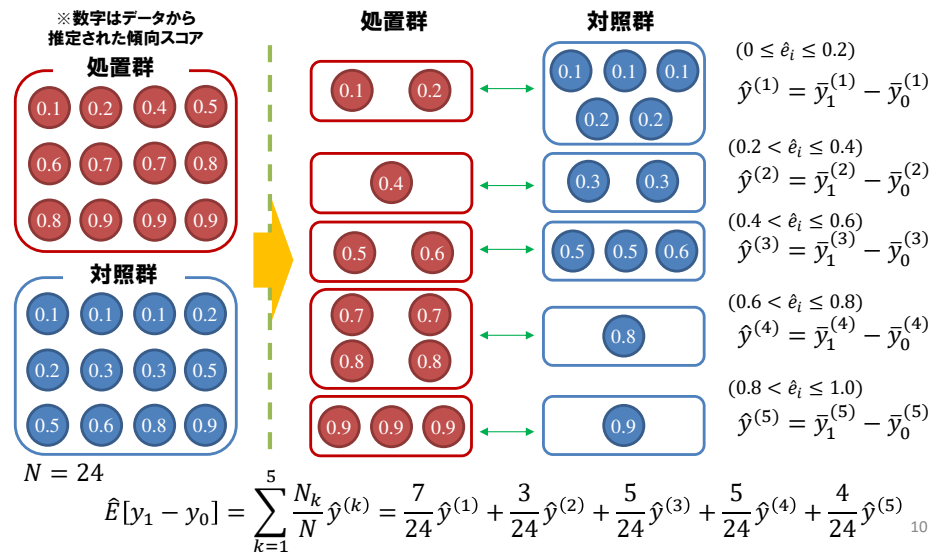 ※数字はデータから
推定された傾向スコア
処置群
0.1 0.2 0.4 0.5
0.6 0.7 0.7 0.8
0.8 0.9 0.9 0.9
対照群
0.1 0.1 0.1 0.2
0.2 0.3 0.3 0.5
0.5 0.6 0.8 0.9
N = 24
処置群 対照群
0.1 0.2
0.1 0.1 0.1
0.2 0.2
(0 ≤ ê_i ≤ 0.2)
ŷ^(1) = ȳ_1^(1) − ȳ_0^(1)
0.4
0.3 0.3
(0.2 < ê_i ≤ 0.4)
ŷ^(2) = ȳ_1^(2) − ȳ_0^(2)
0.5 0.6
0.5 0.5 0.6
(0.4 < ê_i ≤ 0.6)
ŷ^(3) = ȳ_1^(3) − ȳ_0^(3)
0.7 0.7
0.8 0.8
0.8
(0.6 < ê_i ≤ 0.8)
ŷ^(4) = ȳ_1^(4) − ȳ_0^(4)
0.9 0.9 0.9
0.9
(0.8 < ê_i ≤ 1.0)
ŷ^(5) = ȳ_1^(5) − ȳ_0^(5)
Ê[y_1 − y_0] = ∑_{k=1}^{5} N_k/N ŷ^(k) = 7/24 ŷ^(1) + 3/24 ŷ^(2) + 5/24 ŷ^(3) + 5/24 ŷ^(4) + 4/24 ŷ^(5)
10